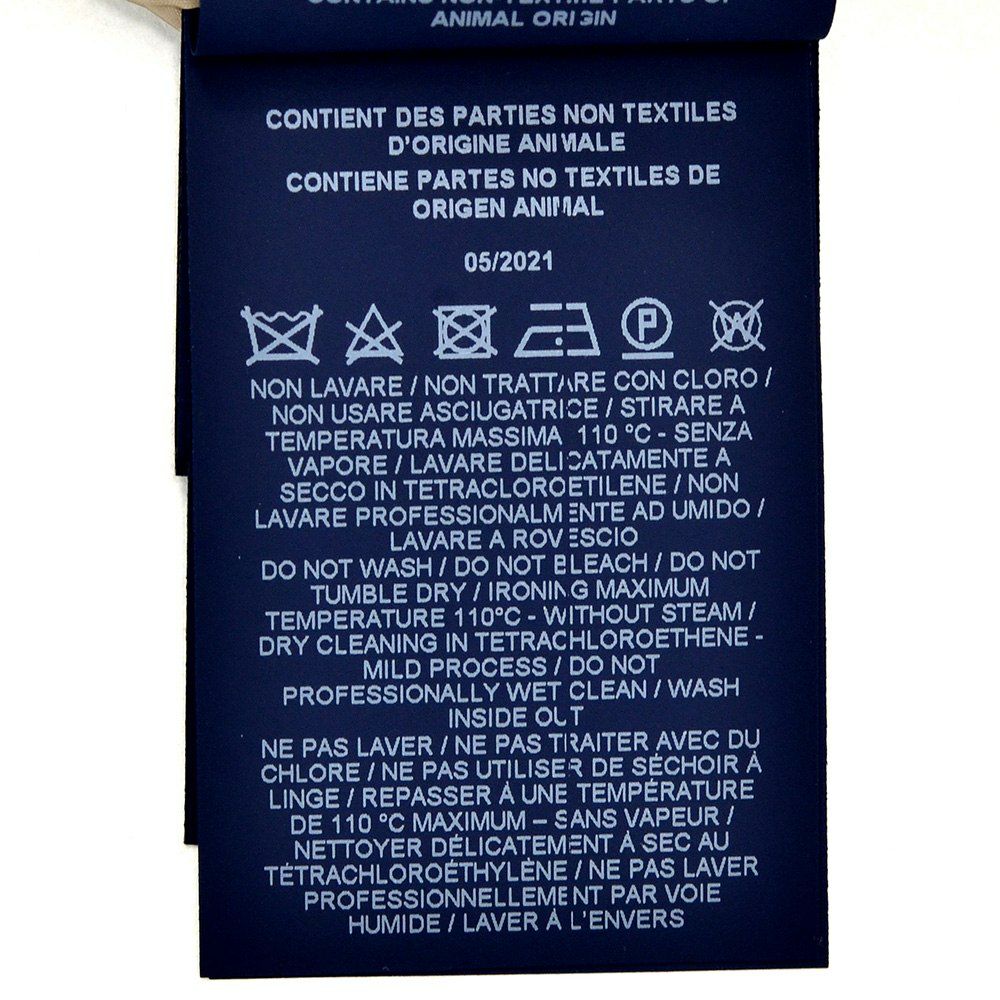 CONTAINS NON TEXTILE PARTS OF
ANIMAL ORIGIN
CONTIENT DES PARTIES NON TEXTILES
D'ORIGINE ANIMALE
CONTIENE PARTES NO TEXTILES DE
ORIGEN ANIMAL
05/2021
P W
NON LAVARE / NON TRATTARE CON CLORO /
NON USARE ASCIUGATRICE / STIRARE A
TEMPERATURA MASSIMA 110 °C - SENZA
VAPORE / LAVARE DELICATAMENTE A
SECCO IN TETRACLOROETILENE / NON
LAVARE PROFESSIONALMENTE AD UMIDO /
LAVARE A ROVESCIO
DO NOT WASH / DO NOT BLEACH / DO NOT
TUMBLE DRY / IRONING MAXIMUM
TEMPERATURE 110°C - WITHOUT STEAM /
DRY CLEANING IN TETRACHLOROETHENE -
MILD PROCESS / DO NOT
PROFESSIONALLY WET CLEAN / WASH
INSIDE OUT
NE PAS LAVER / NE PAS TRAITER AVEC DU
CHLORE / NE PAS UTILISER DE SÉCHOIR À
LINGE / REPASSER À UNE TEMPÉRATURE
DE 110 °C MAXIMUM – SANS VAPEUR /
NETTOYER DÉLICATEMENT À SEC AU
TÉTRACHLOROÉTHYLÈNE / NE PAS LAVER
PROFESSIONNELLEMENT PAR VOIE
HUMIDE / LAVER À L'ENVERS